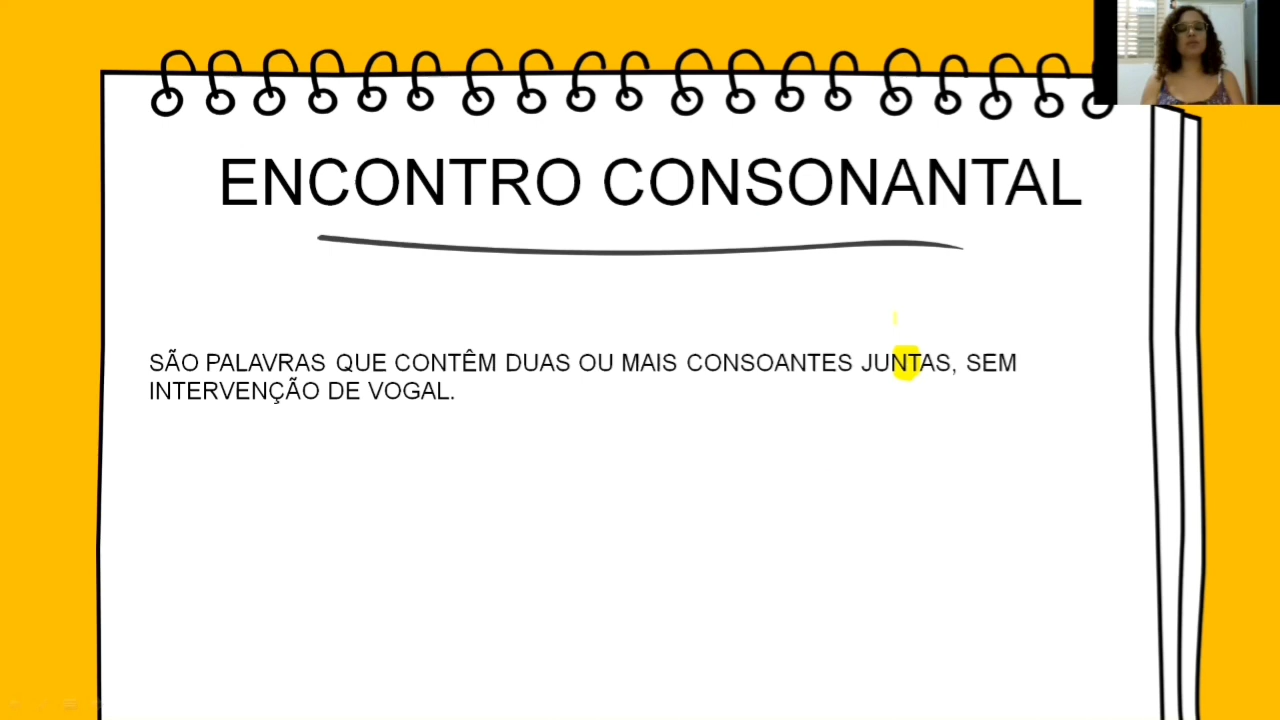 ENCONTRO CONSONANTAL
SÃO PALAVRAS QUE CONTÊM DUAS OU MAIS CONSOANTES JUNTAS, SEM
INTERVENÇÃO DE VOGAL.